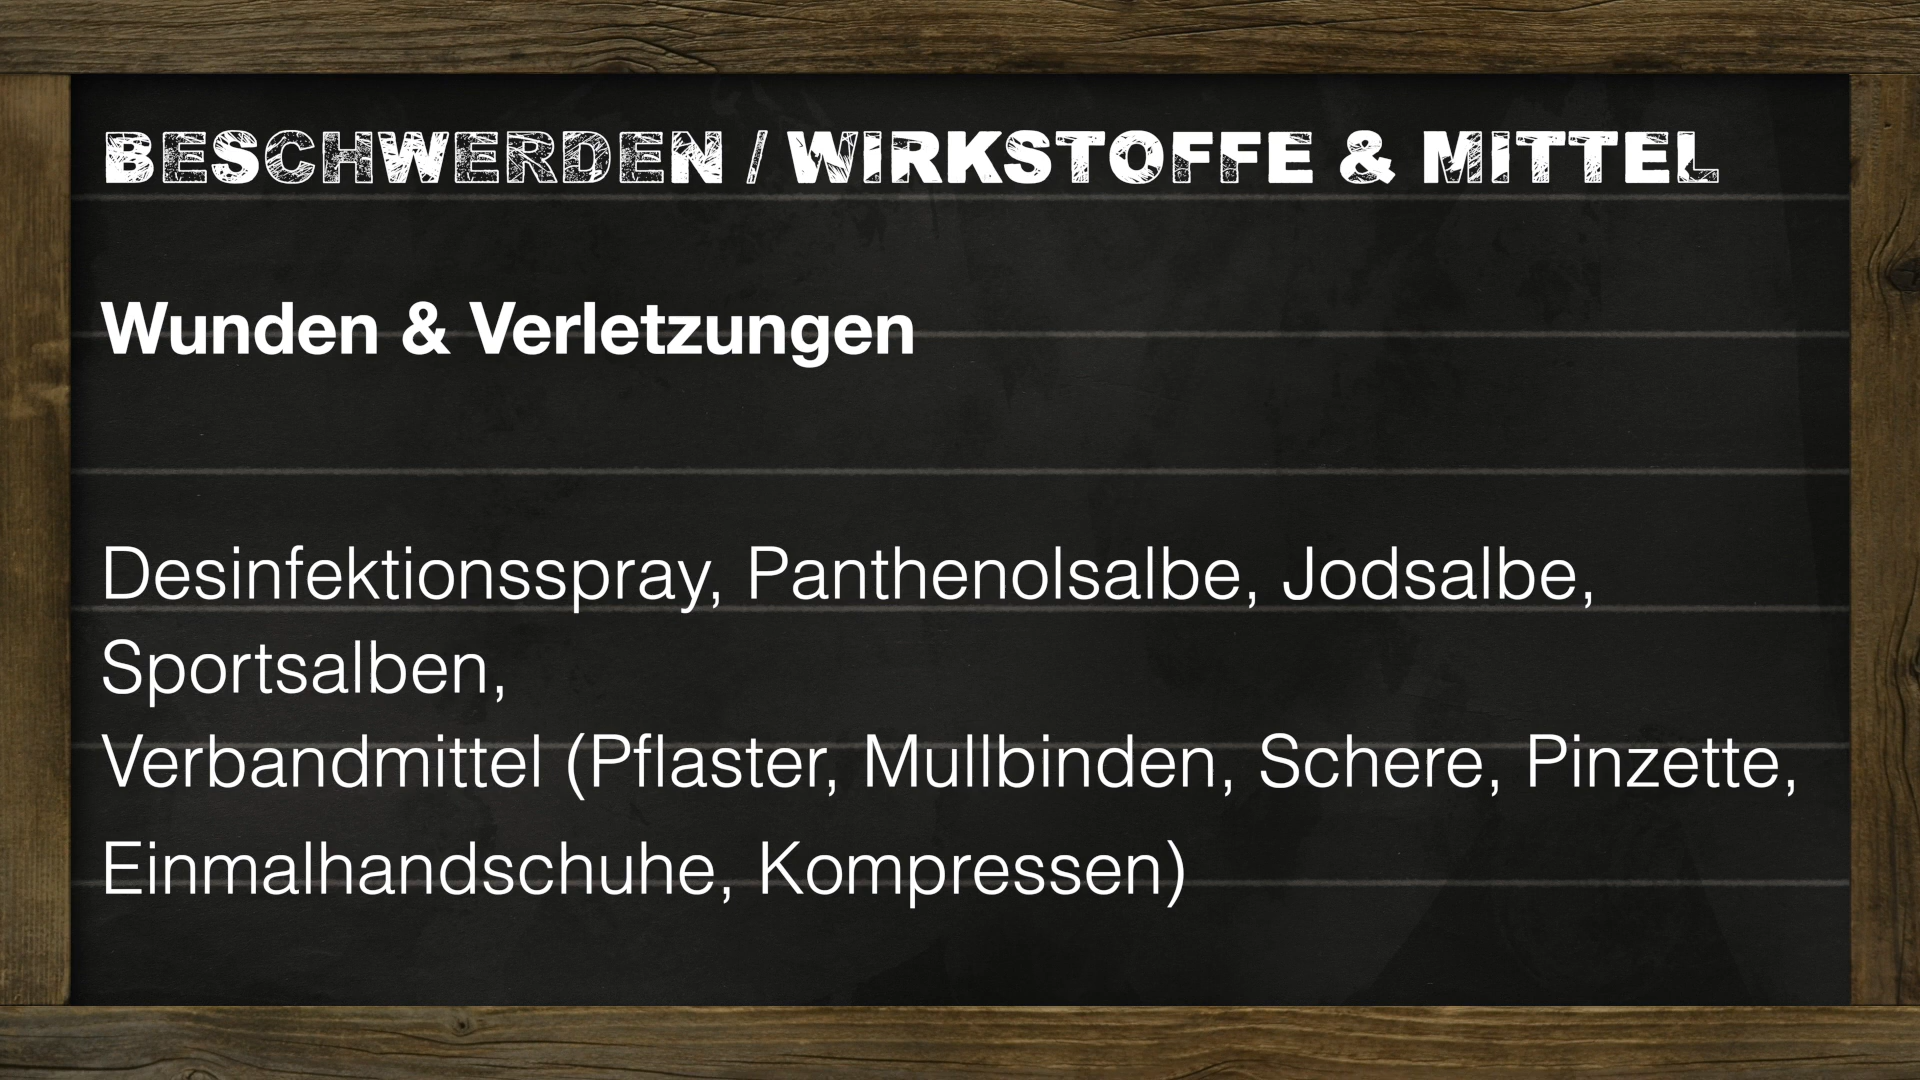 BESCHWERDEN / WIRKSTOFFE & MITTEL
Wunden & Verletzungen
Desinfektionsspray, Panthenolsalbe, Jodsalbe,
Sportsalben,
Verbandmittel (Pflaster, Mullbinden, Schere, Pinzette,
Einmalhandschuhe, Kompressen)